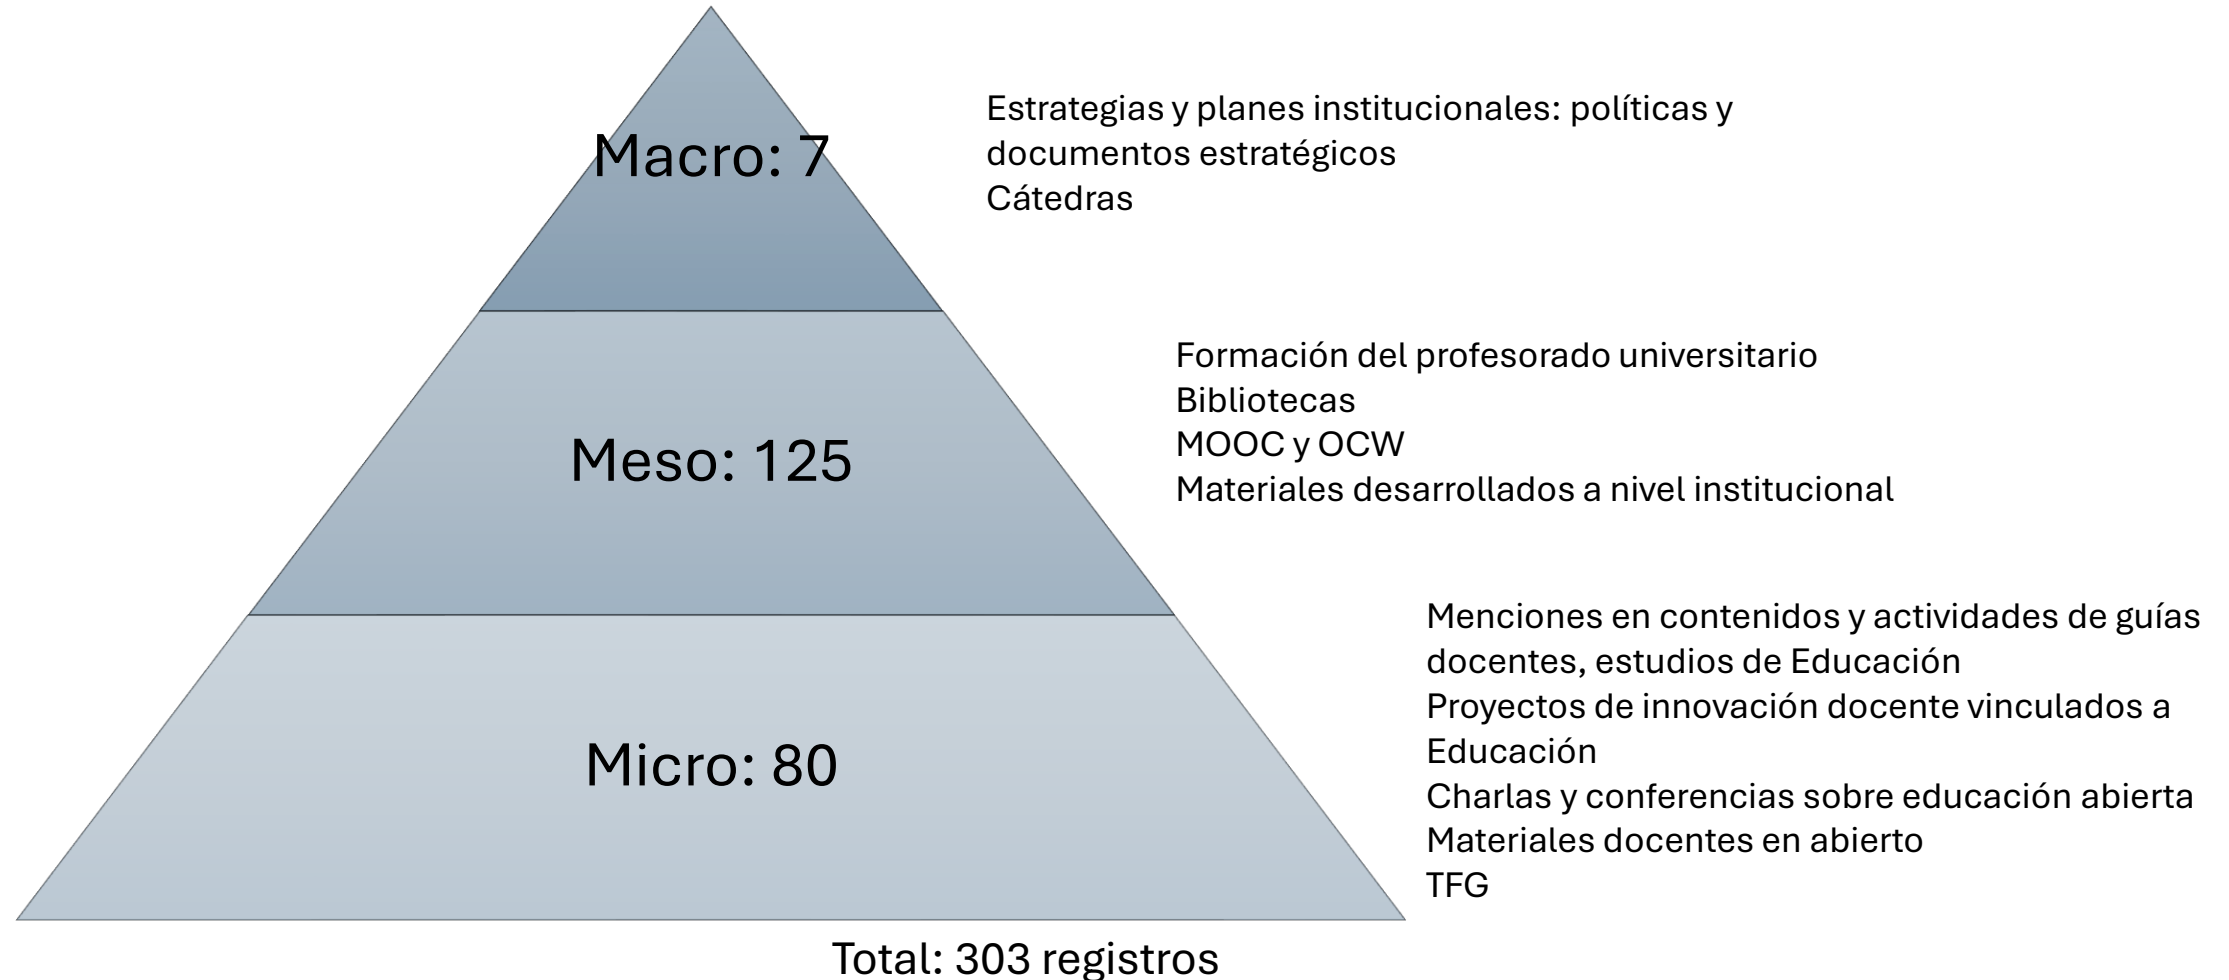 Macro: 7
Estrategias y planes institucionales: políticas y
documentos estratégicos
Cátedras
Meso: 125
Formación del profesorado universitario
Bibliotecas
MOOC y OCW
Materiales desarrollados a nivel institucional
Micro: 80
Menciones en contenidos y actividades de guías
docentes, estudios de Educación
Proyectos de innovación docente vinculados a
Educación
Charlas y conferencias sobre educación abierta
Materiales docentes en abierto
TFG
Total: 303 registros